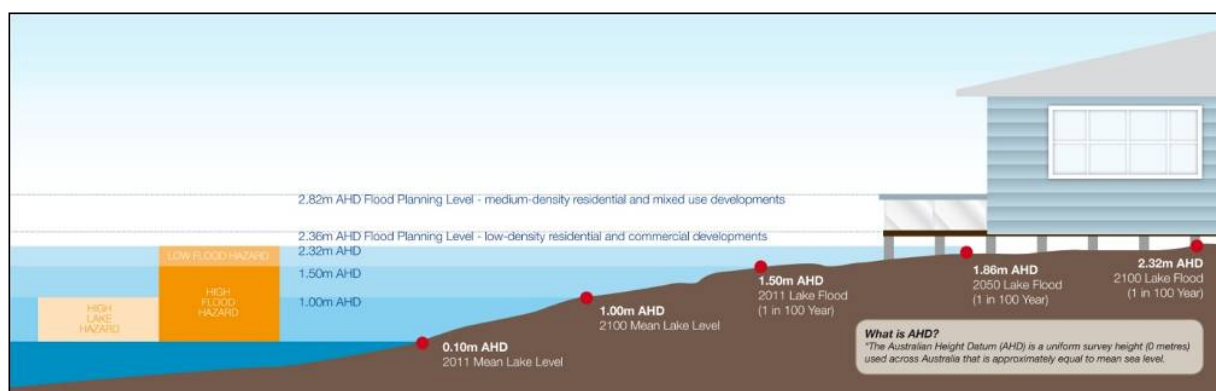 2.82m AHD Flood Planning Level - medium-density residential and mixed use developments
2.36m AHD Flood Planning Level - low-density residential and commercial developments
2.32m AHD
1.50m AHD
1.00m AHD
LOW FLOOD HAZARD
HIGH
FLOOD
HAZARD
HIGH
LAKE
HAZARD
0.10m AHD
2011 Mean Lake Level
1.00m AHD
2100 Mean Lake Level
1.50m AHD
2011 Lake Flood
(1 in 100 Year)
1.86m AHD
2050 Lake Flood
(1 in 100 Year)
2.32m AHD
2100 Lake Flood
(1 in 100 Year)
What is AHD?
"The Australian Height Datum (AHD) is a uniform survey height (0 metres)
used across Australia that is approximately equal to mean sea level.